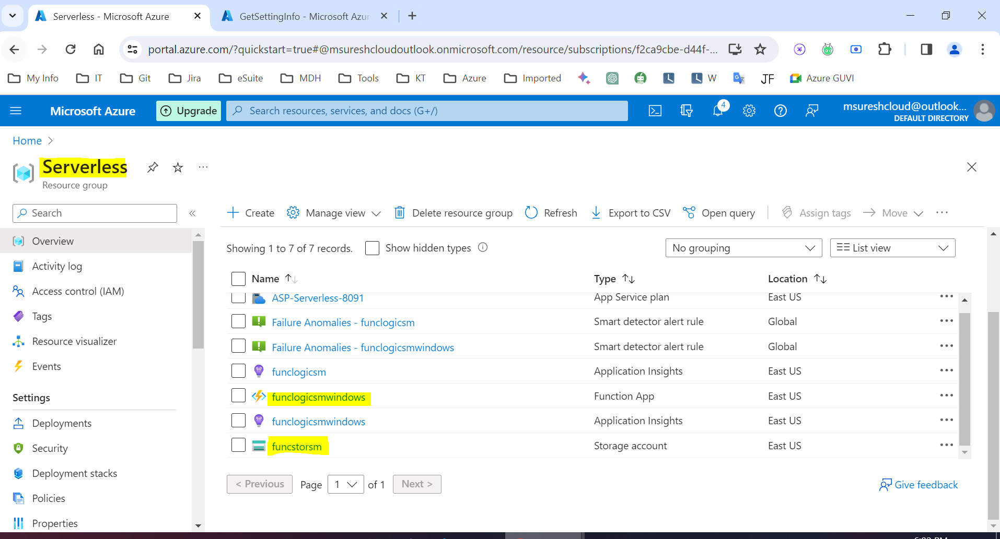 Serverless - Microsoft Azure
GetSettingInfo - Microsoft Azur
portal.azure.com/?quickstart=true#@msureshcloudoutlook.onmicrosoft.com/resource/subscriptions/f2ca9cbe-d44f-...
My Info IT Git Jira eSuite MDH Tools KT Azure Imported W JF Azure GUVI
Microsoft Azure Upgrade Search resources, services, and docs (G+/) 4 msureshcloud@outlook...
DEFAULT DIRECTORY
Home >
Serverless
Resource group
Search «
Create Manage view Delete resource group Refresh Export to CSV Open query Assign tags Move ...
Overview
Activity log
Access control (IAM)
Tags
Resource visualizer
Events
Settings
Deployments
Security
Deployment stacks
Policies
Properties
Showing 1 to 7 of 7 records. Show hidden types No grouping List view
Name Type Location
ASP-Serverless-8091 App Service plan East US
Failure Anomalies - funclogicsm Smart detector alert rule Global
Failure Anomalies - funclogicsmwindows Smart detector alert rule Global
funclogicsm Application Insights East US
funclogicsmwindows Function App East US
funclogicsmwindows Application Insights East US
funcstorsm Storage account East US
< Previous Page 1 of 1 Next > Give feedback